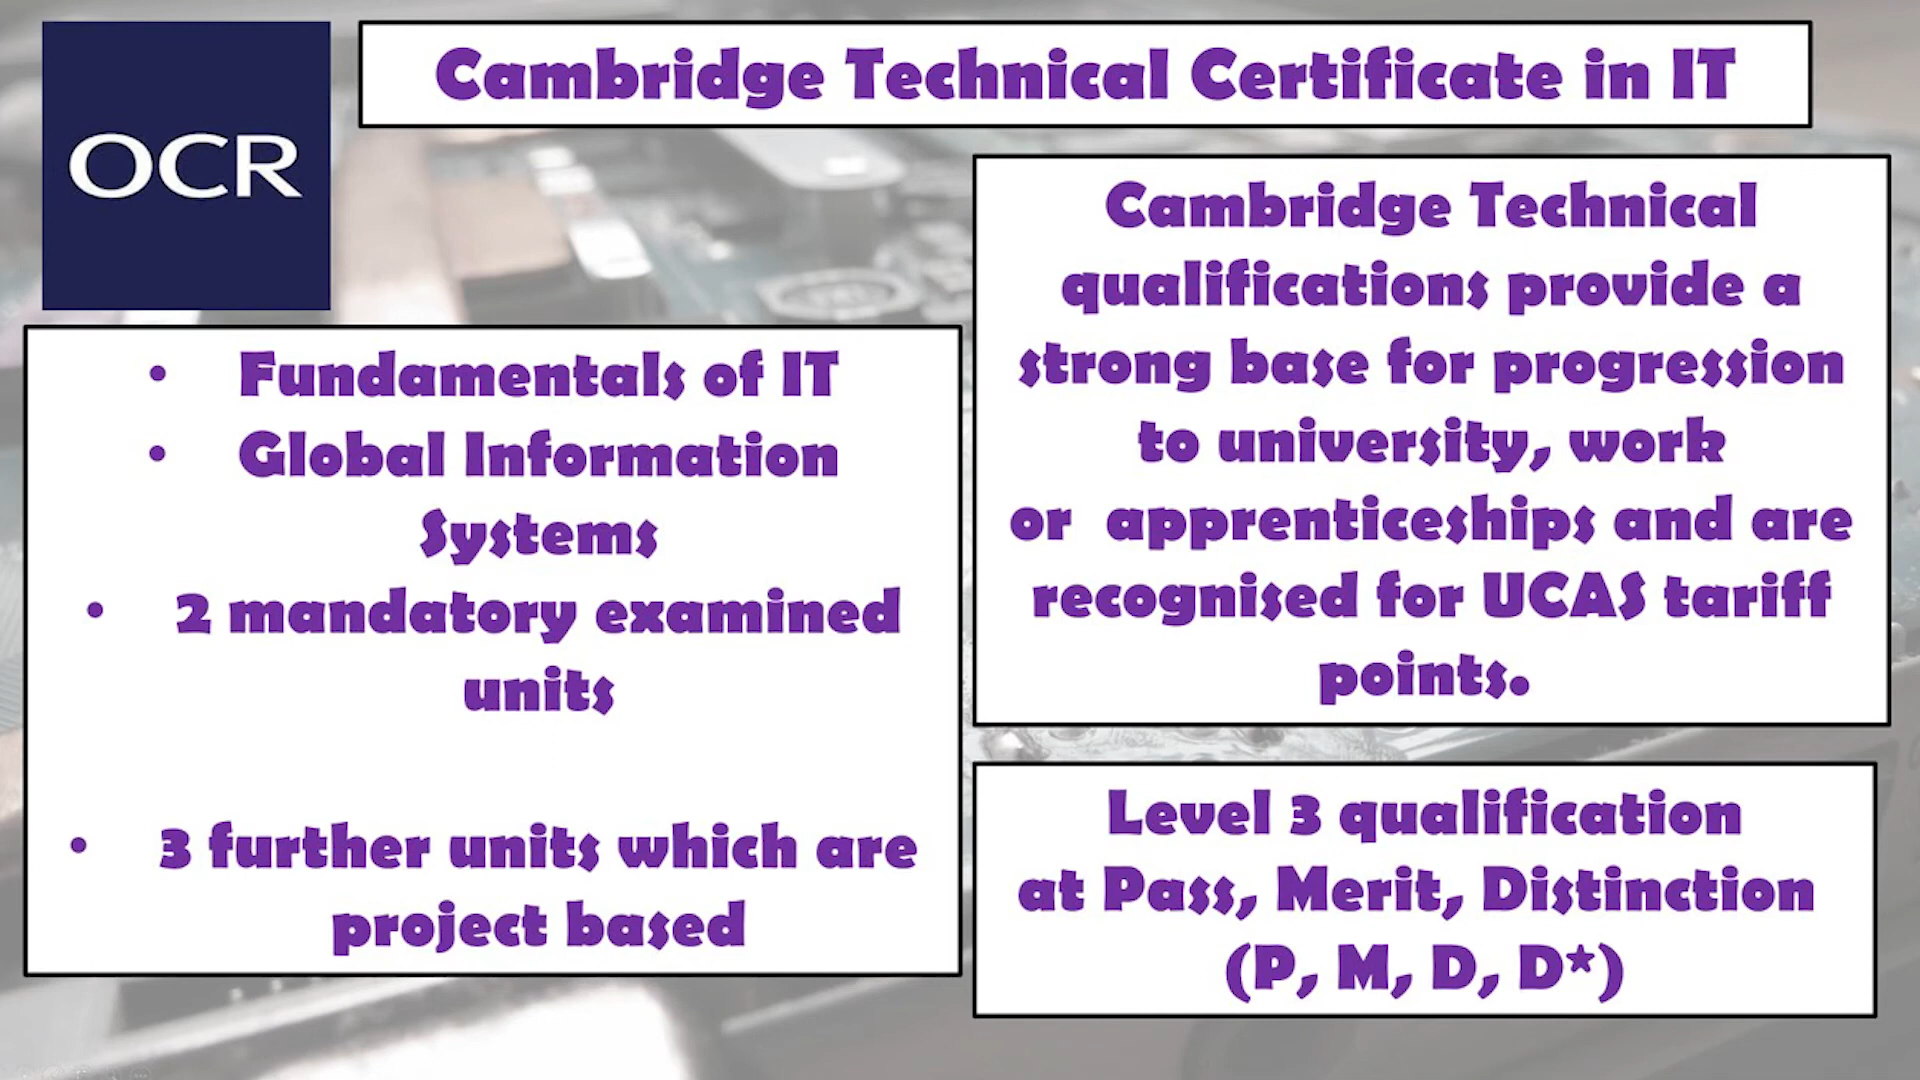 OCR
Cambridge Technical Certificate in IT
• Fundamentals of IT
• Global Information
Systems
• 2 mandatory examined
units
• 3 further units which are
project based
Cambridge Technical
qualifications provide a
strong base for progression
to university, work
or  apprenticeships and are
recognised for UCAS tariff
points.
Level 3 qualification
at Pass, Merit, Distinction
(P, M, D, D*)